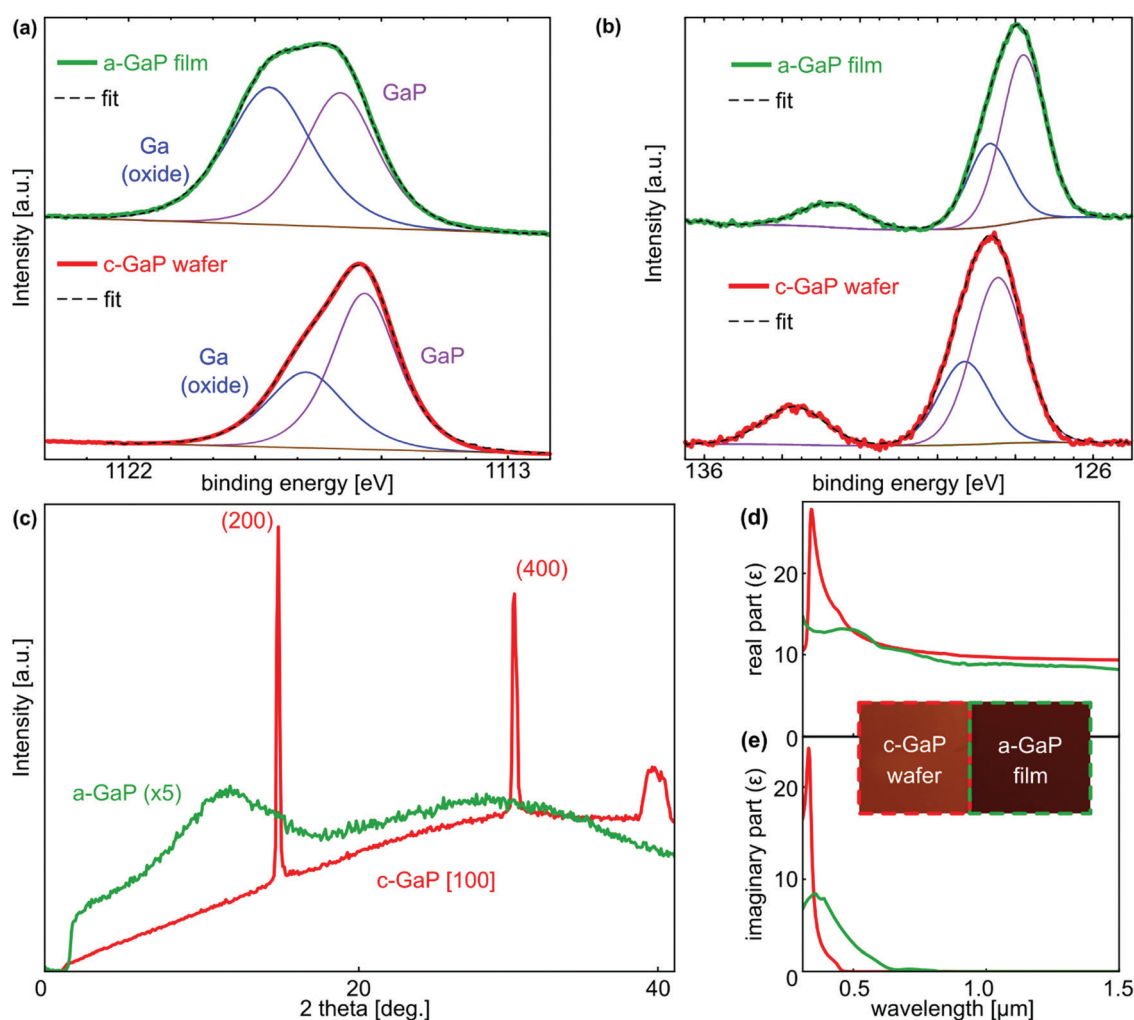 (a)
a-GaP film
fit
GaP
Ga
(oxide)
c-GaP wafer
fit
Ga
(oxide)
GaP
Intensity [a.u.]
1122
1113
binding energy [eV]
(b)
a-GaP film
fit
c-GaP wafer
fit
Intensity [a.u.]
136
126
binding energy [eV]
(c)
(200)
(400)
a-GaP (x5)
c-GaP [100]
Intensity [a.u.]
0
20
40
2 theta [deg.]
(d)
real part (ε)
20
10
0
c-GaP
wafer
a-GaP
film
(e)
imaginary part (ε)
20
10
0
0.5
1.0
1.5
wavelength [µm]